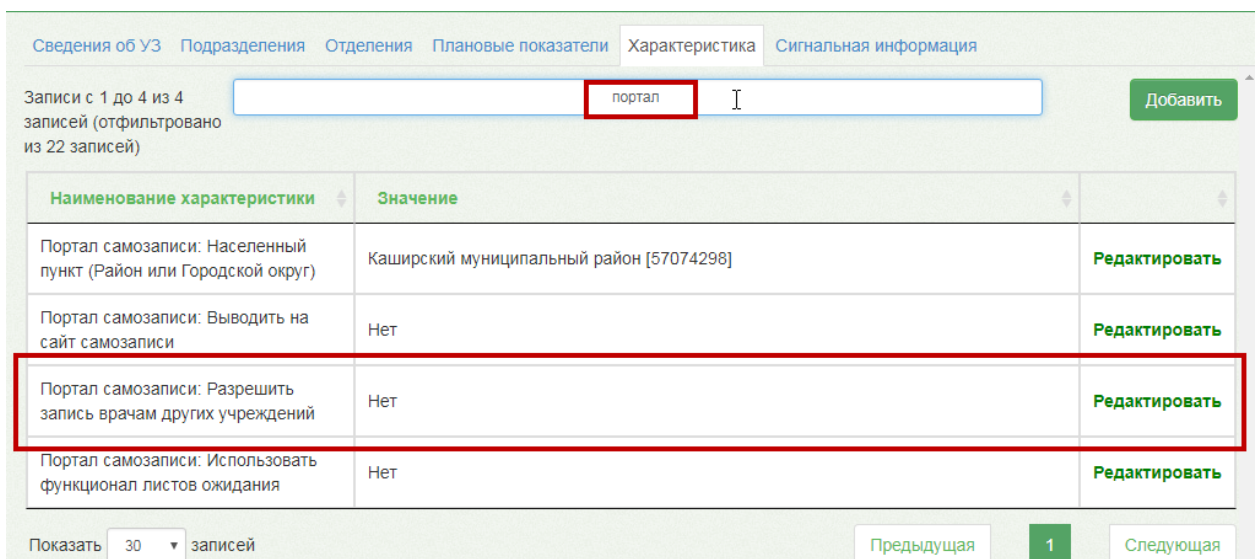 Сведения об УЗ Подразделения Отделения Плановые показатели Характеристика Сигнальная информация
Записи с 1 до 4 из 4
записей (отфильтровано
из 22 записей)
портал
Добавить
Наименование характеристики Значение
Портал самозаписи: Населенный
пункт (Район или Городской округ)
Каширский муниципальный район [57074298]
Редактировать
Портал самозаписи: Выводить на
сайт самозаписи
Нет
Редактировать
Портал самозаписи: Разрешить
запись врачам других учреждений
Нет
Редактировать
Портал самозаписи: Использовать
функционал листов ожидания
Нет
Редактировать
Показать 30 записей
Предыдущая 1 Следующая